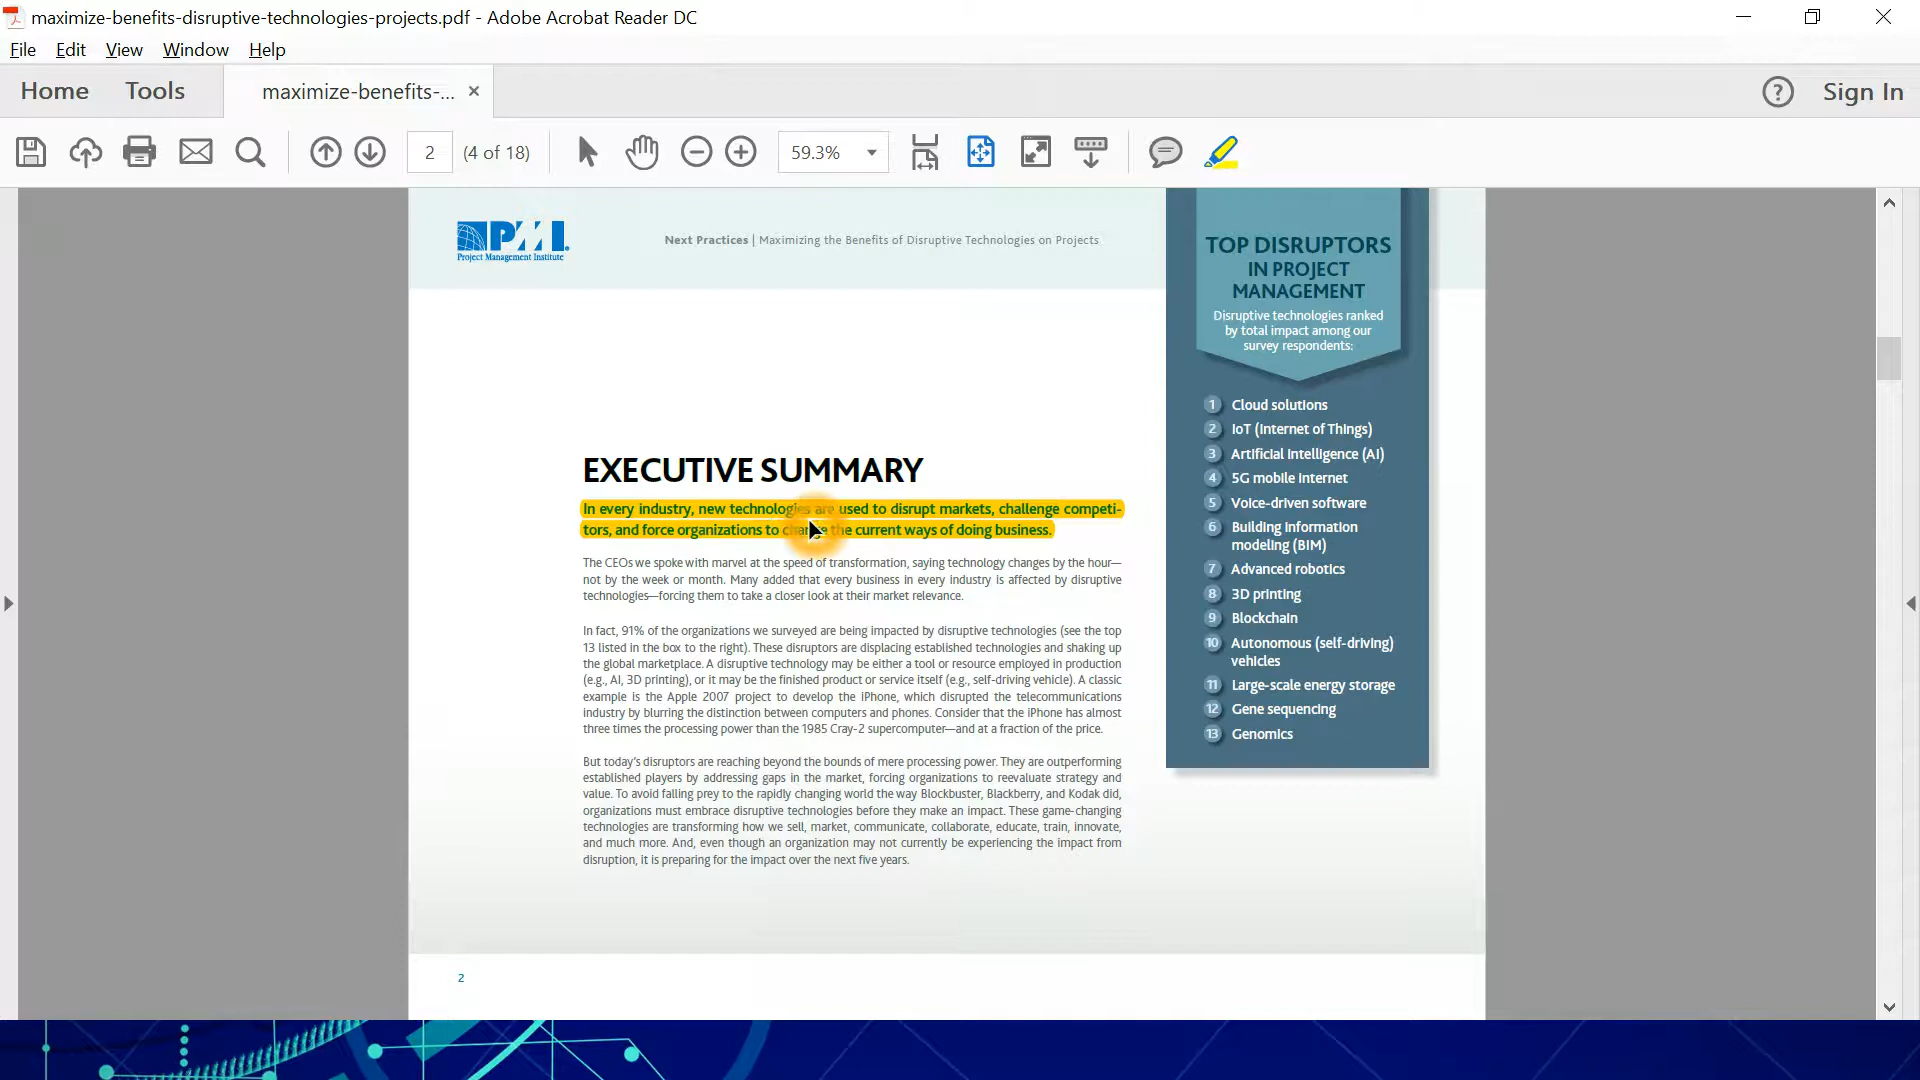 maximize-benefits-disruptive-technologies-projects.pdf - Adobe Acrobat Reader DC
File Edit View Window Help
Home Tools maximize-benefits-... × ? Sign In
2 (4 of 18) 59.3%
PMI
Project Management Institute
Next Practices | Maximizing the Benefits of Disruptive Technologies on Projects
TOP DISRUPTORS
IN PROJECT
MANAGEMENT
Disruptive technologies ranked
by total impact among our
survey respondents:
1 Cloud solutions
2 IoT (Internet of Things)
3 Artificial Intelligence (AI)
4 5G mobile Internet
5 Voice-driven software
6 Building Information
modeling (BIM)
7 Advanced robotics
8 3D printing
9 Blockchain
10 Autonomous (self-driving)
vehicles
11 Large-scale energy storage
12 Gene sequencing
13 Genomics
EXECUTIVE SUMMARY
In every industry, new technologies are used to disrupt markets, challenge competi-
tors, and force organizations to change the current ways of doing business.
The CEOs we spoke with marvel at the speed of transformation, saying technology changes by the hour—
not by the week or month. Many added that every business in every industry is affected by disruptive
technologies—forcing them to take a closer look at their market relevance.
In fact, 91% of the organizations we surveyed are being impacted by disruptive technologies (see the top
13 listed in the box to the right). These disruptors are displacing established technologies and shaking up
the global marketplace. A disruptive technology may be either a tool or resource employed in production
(e.g., AI, 3D printing), or it may be the finished product or service itself (e.g., self-driving vehicle). A classic
example is the Apple 2007 project to develop the iPhone, which disrupted the telecommunications
industry by blurring the distinction between computers and phones. Consider that the iPhone has almost
three times the processing power than the 1985 Cray-2 supercomputer—and at a fraction of the price.
But today's disruptors are reaching beyond the bounds of mere processing power. They are outperforming
established players by addressing gaps in the market, forcing organizations to reevaluate strategy and
value. To avoid falling prey to the rapidly changing world the way Blockbuster, Blackberry, and Kodak did,
organizations must embrace disruptive technologies before they make an impact. These game-changing
technologies are transforming how we sell, market, communicate, collaborate, educate, train, innovate,
and much more. And, even though an organization may not currently be experiencing the impact from
disruption, it is preparing for the impact over the next five years.
2